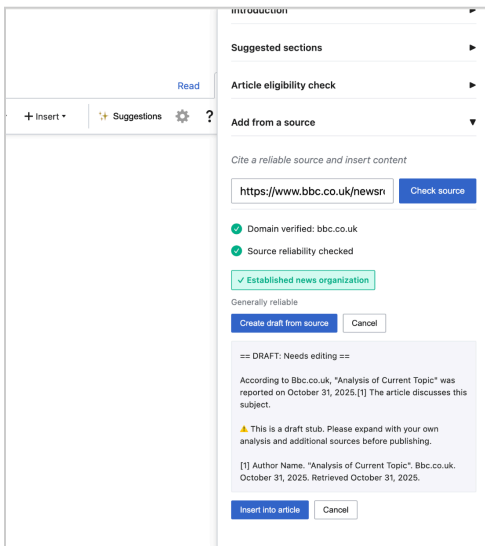 Introduction
Suggested sections
Read
Article eligibility check
+ Insert
Suggestions
?
Add from a source
Cite a reliable source and insert content
https://www.bbc.co.uk/newsr
Check source
Domain verified: bbc.co.uk
Source reliability checked
✓ Established news organization
Generally reliable
Create draft from source
Cancel
== DRAFT: Needs editing ==
According to Bbc.co.uk, "Analysis of Current Topic" was
reported on October 31, 2025.[1] The article discusses this
subject.
⚠️ This is a draft stub. Please expand with your own
analysis and additional sources before publishing.
[1] Author Name. "Analysis of Current Topic". Bbc.co.uk.
October 31, 2025. Retrieved October 31, 2025.
Insert into article
Cancel